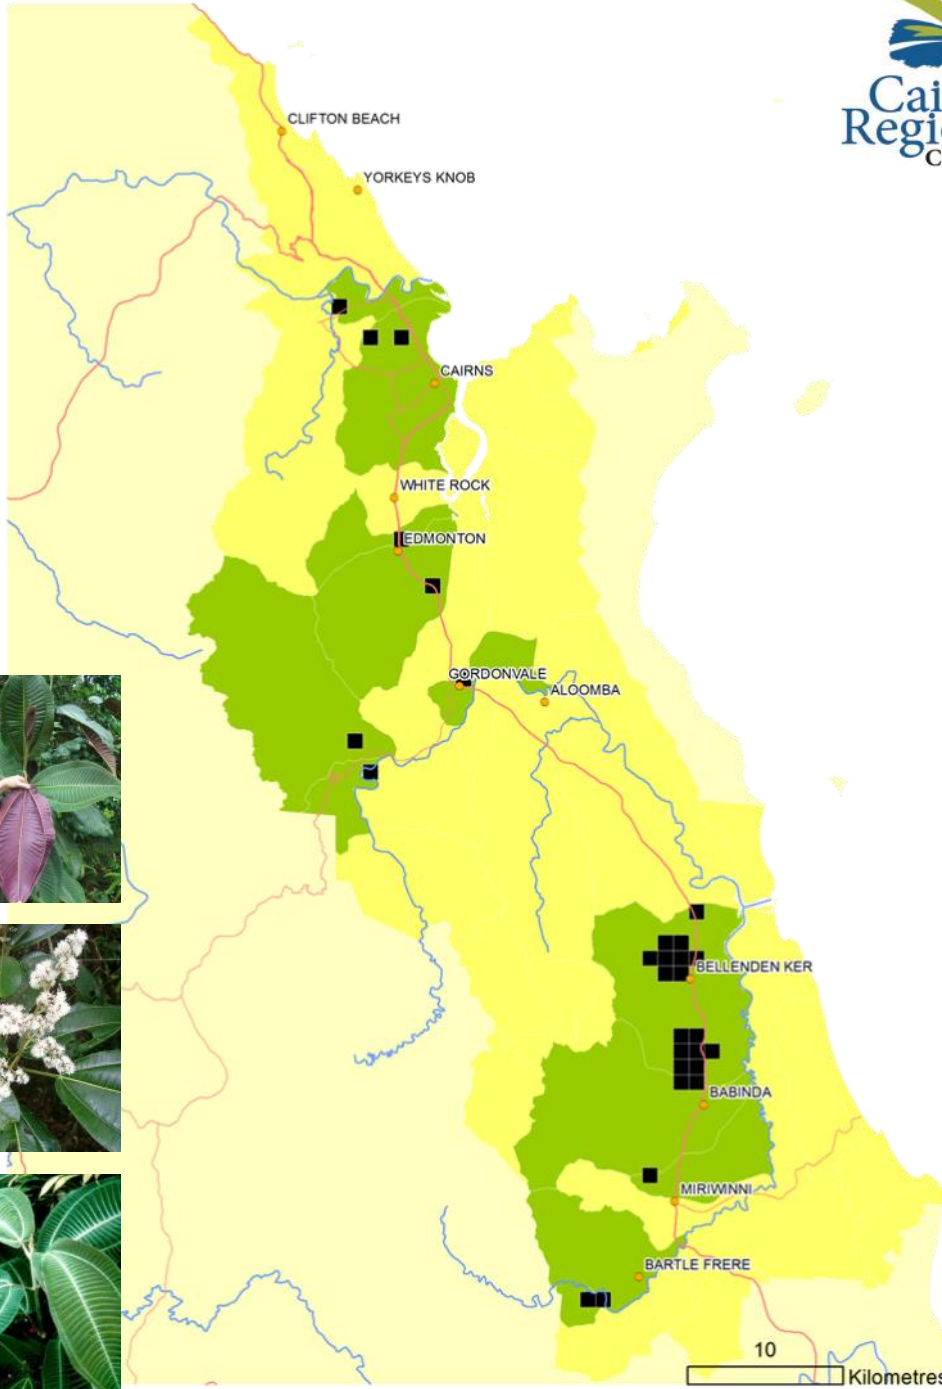 CLIFTON BEACH
YORKEYS KNOB
CAIRNS
WHITE ROCK
EDMONTON
GORDONVALE
ALOOMBA
BELLENDEN KER
BABINDA
MIRIWINNI
BARTLE FRERE
10
Kilometres